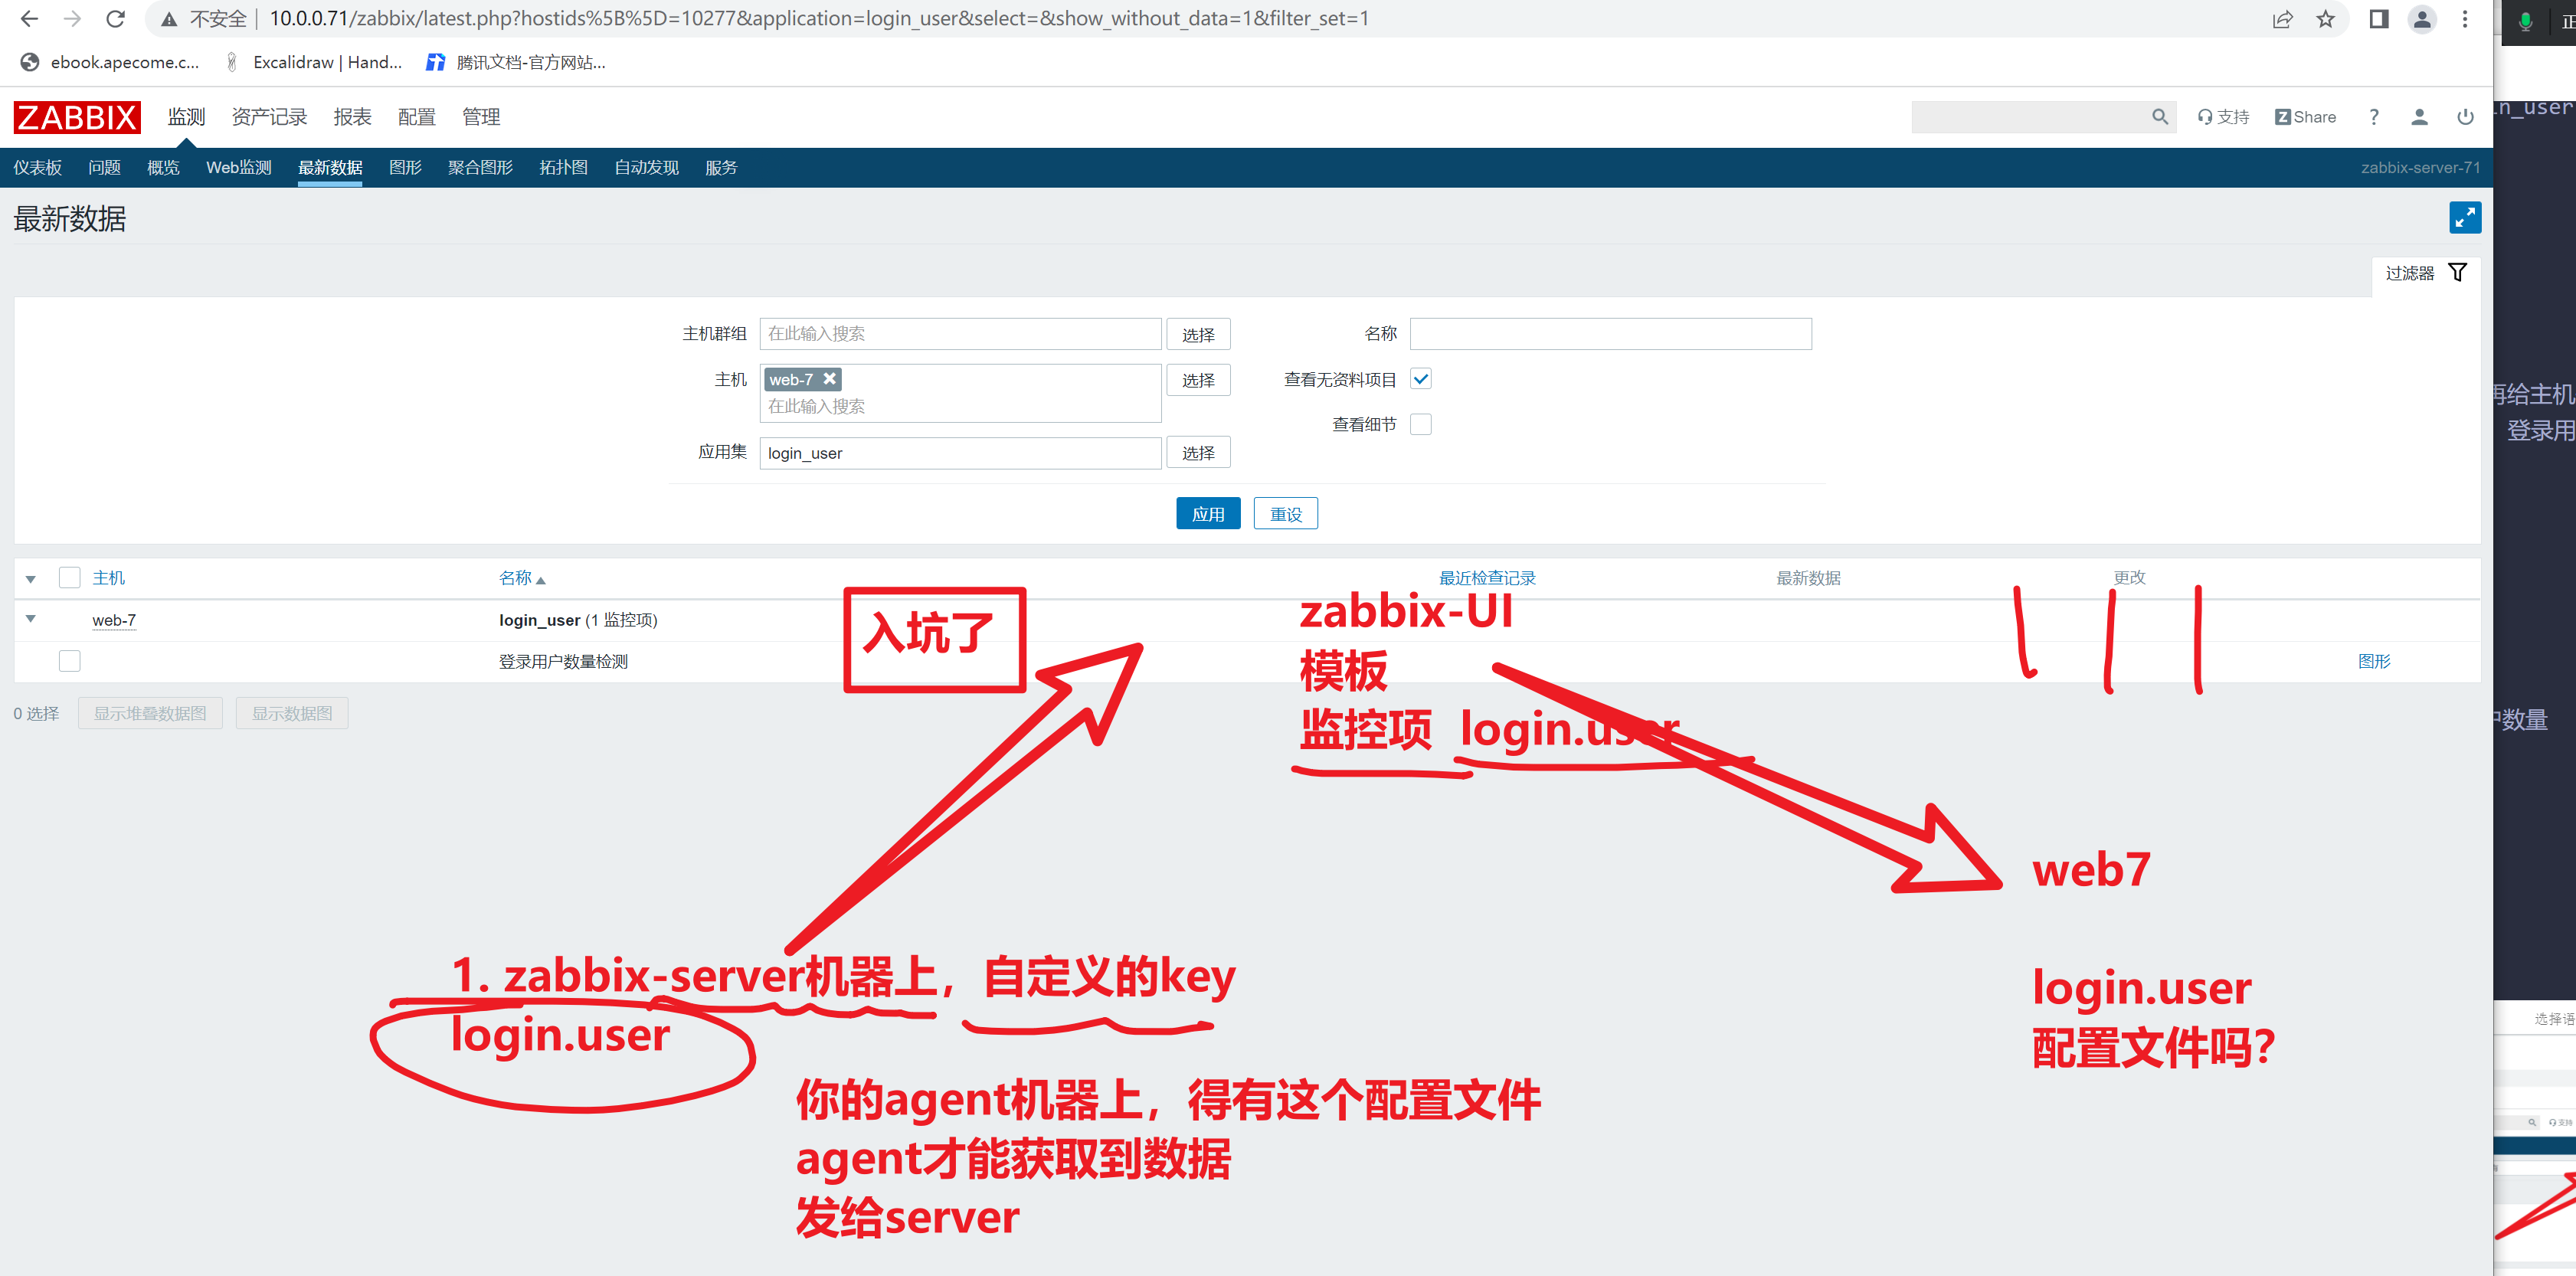 不安全 | 10.0.0.71/zabbix/latest.php?hostids%5B%5D=10277&application=login_user&select=&show_without_data=1&filter_set=1
ebook.apecome.c... Excalidraw | Hand... 腾讯文档-官方网站...
ZABBIX 监测 资产记录 报表 配置 管理 支持 Z Share ?
仪表板 问题 概览 Web监测 最新数据 图形 聚合图形 拓扑图 自动发现 服务 zabbix-server-71
最新数据
过滤器
主机群组 在此输入搜索 选择 名称
主机 web-7 选择 查看无资料项目
在此输入搜索
查看细节
应用集 login_user 选择
应用 重设
主机 名称 最近检查记录 最新数据 更改
web-7 login_user (1 监控项)
登录用户数量检测 图形
0 选择 显示堆叠数据图 显示数据图
入坑了
zabbix-UI
模板
监控项 login.user
web7
login.user
配置文件吗?
1. zabbix-server机器上，自定义的key
login.user
你的agent机器上，得有这个配置文件
agent才能获取到数据
发给server
n_user
再给主机
登录用
户数量
选择语
支持